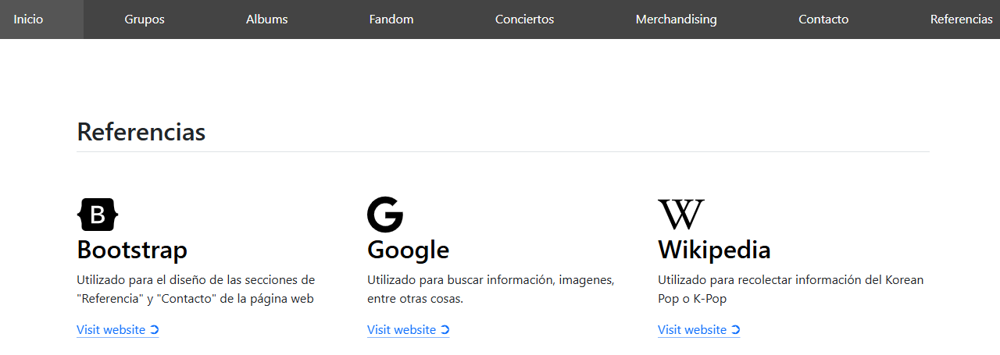 Inicio Grupos Albums Fandom Conciertos Merchandising Contacto Referencias
Referencias
B
Bootstrap
Utilizado para el diseño de las secciones de
"Referencia" y "Contacto" de la página web
Visit website
G
Google
Utilizado para buscar información, imagenes,
entre otras cosas.
Visit website
W
Wikipedia
Utilizado para recolectar información del Korean
Pop o K-Pop
Visit website